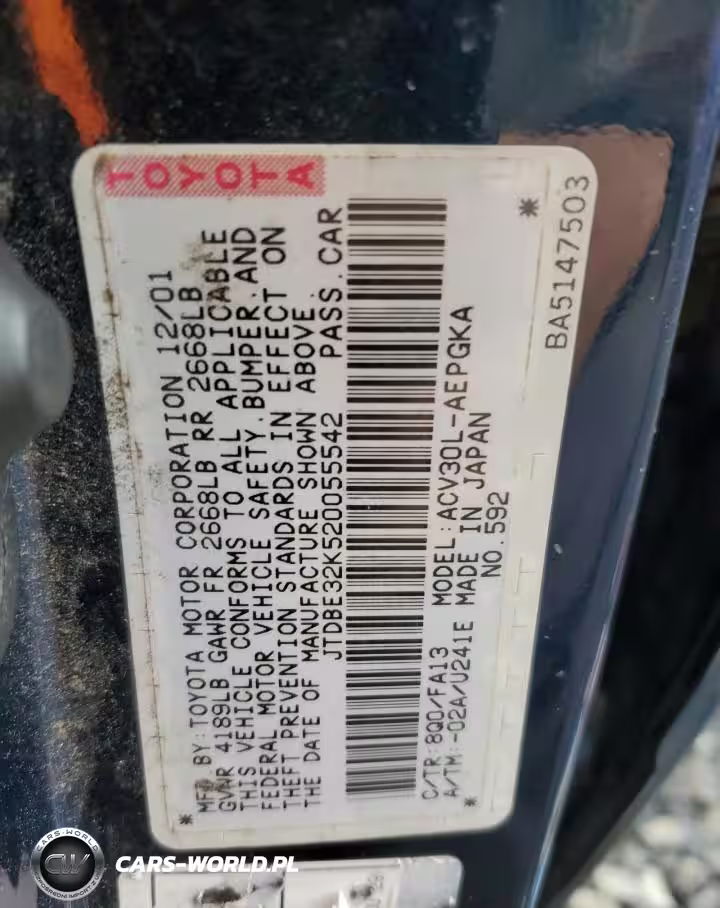 TOYOTA
MFD.BY:TOYOTA MOTOR CORPORATION 12/01
GVWR 4189LB GAWR FR 2668LB RR 2668LB
THIS VEHICLE CONFORMS TO ALL APPLICABLE
FEDERAL MOTOR VEHICLE SAFETY,BUMPER,AND
THEFT PREVENTION STANDARDS IN EFFECT ON
THE DATE OF MANUFACTURE SHOWN ABOVE.
JTDBE32K520055542 PASS.CAR
C/TR:8Q0/FA13 MODEL:ACV30L-AEPGKA
A/TM:-02A/U241E MADE IN JAPAN
NO.592
BA5147503
CARS-WORLD
CW
CARS-WORLD.PL